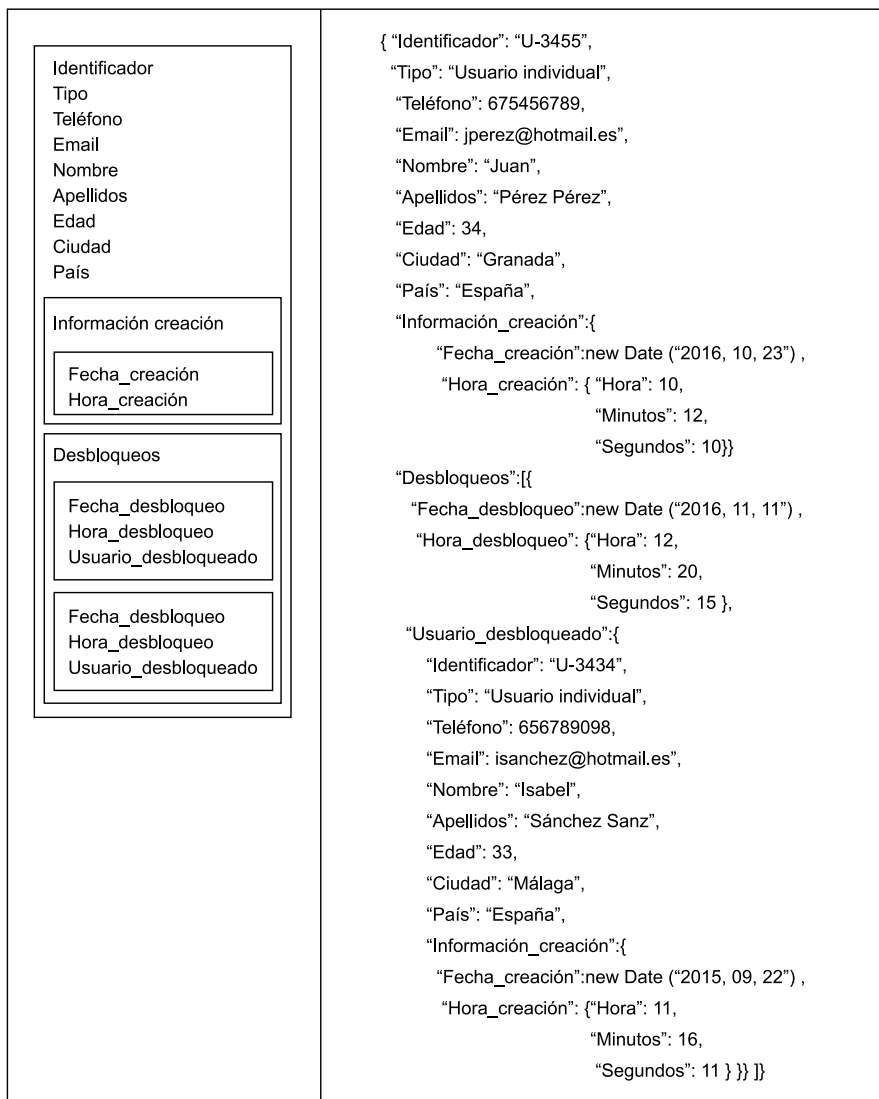 Identificador
Tipo
Teléfono
Email
Nombre
Apellidos
Edad
Ciudad
País
Información creación
Fecha_creación
Hora_creación
Desbloqueos
Fecha_desbloqueo
Hora_desbloqueo
Usuario_desbloqueado
Fecha_desbloqueo
Hora_desbloqueo
Usuario_desbloqueado
{ “Identificador”: “U-3455”,
“Tipo”: “Usuario individual”,
“Teléfono”: 675456789,
“Email”: jperez@hotmail.es”,
“Nombre”: “Juan”,
“Apellidos”: “Pérez Pérez”,
“Edad”: 34,
“Ciudad”: “Granada”,
“País”: “España”,
“Información_creación”:{
“Fecha_creación”:new Date (“2016, 10, 23”) ,
“Hora_creación”: { “Hora”: 10,
“Minutos”: 12,
“Segundos”: 10}}
“Desbloqueos”:[{
“Fecha_desbloqueo”:new Date (“2016, 11, 11”) ,
“Hora_desbloqueo”: {“Hora”: 12,
“Minutos”: 20,
“Segundos”: 15 },
“Usuario_desbloqueado”:{
“Identificador”: “U-3434”,
“Tipo”: “Usuario individual”,
“Teléfono”: 656789098,
“Email”: isanchez@hotmail.es”,
“Nombre”: “Isabel”,
“Apellidos”: “Sánchez Sanz”,
“Edad”: 33,
“Ciudad”: “Málaga”,
“País”: “España”,
“Información_creación”:{
“Fecha_creación”:new Date (“2015, 09, 22”) ,
“Hora_creación”: {“Hora”: 11,
“Minutos”: 16,
“Segundos”: 11 } }} ]}